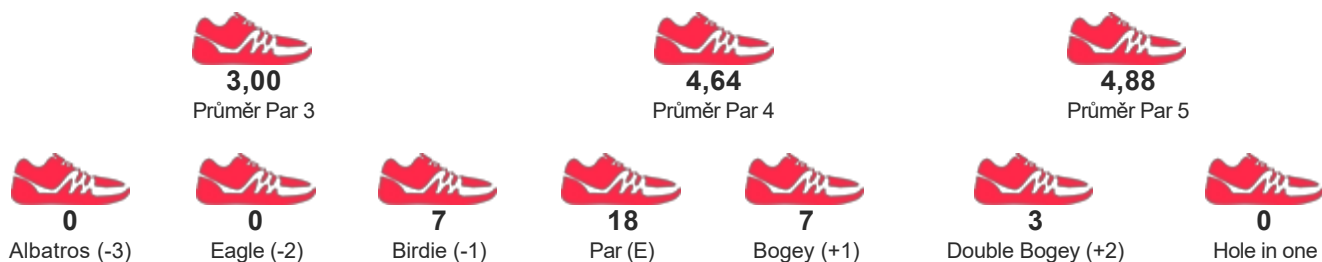 3,00 4,64 4,88
Průměr Par 3 Průměr Par 4 Průměr Par 5
0 0 7 18 7 3 0
Albatros (-3) Eagle (-2) Birdie (-1) Par (E) Bogey (+1) Double Bogey (+2) Hole in one